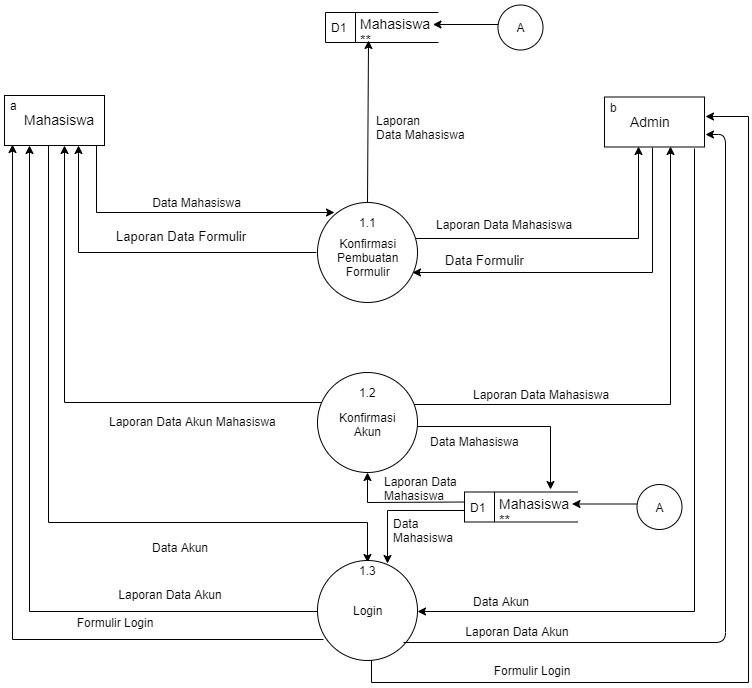 D1
Mahasiswa
**
A
a
Mahasiswa
b
Admin
Laporan
Data Mahasiswa
Data Mahasiswa
Laporan Data Formulir
1.1
Konfirmasi
Pembuatan
Formulir
Laporan Data Mahasiswa
Data Formulir
1.2
Konfirmasi
Akun
Laporan Data Akun Mahasiswa
Laporan Data Mahasiswa
Data Mahasiswa
Laporan Data
Mahasiswa
D1
Mahasiswa
**
A
Data
Mahasiswa
Data Akun
1.3
Login
Laporan Data Akun
Formulir Login
Data Akun
Laporan Data Akun
Formulir Login